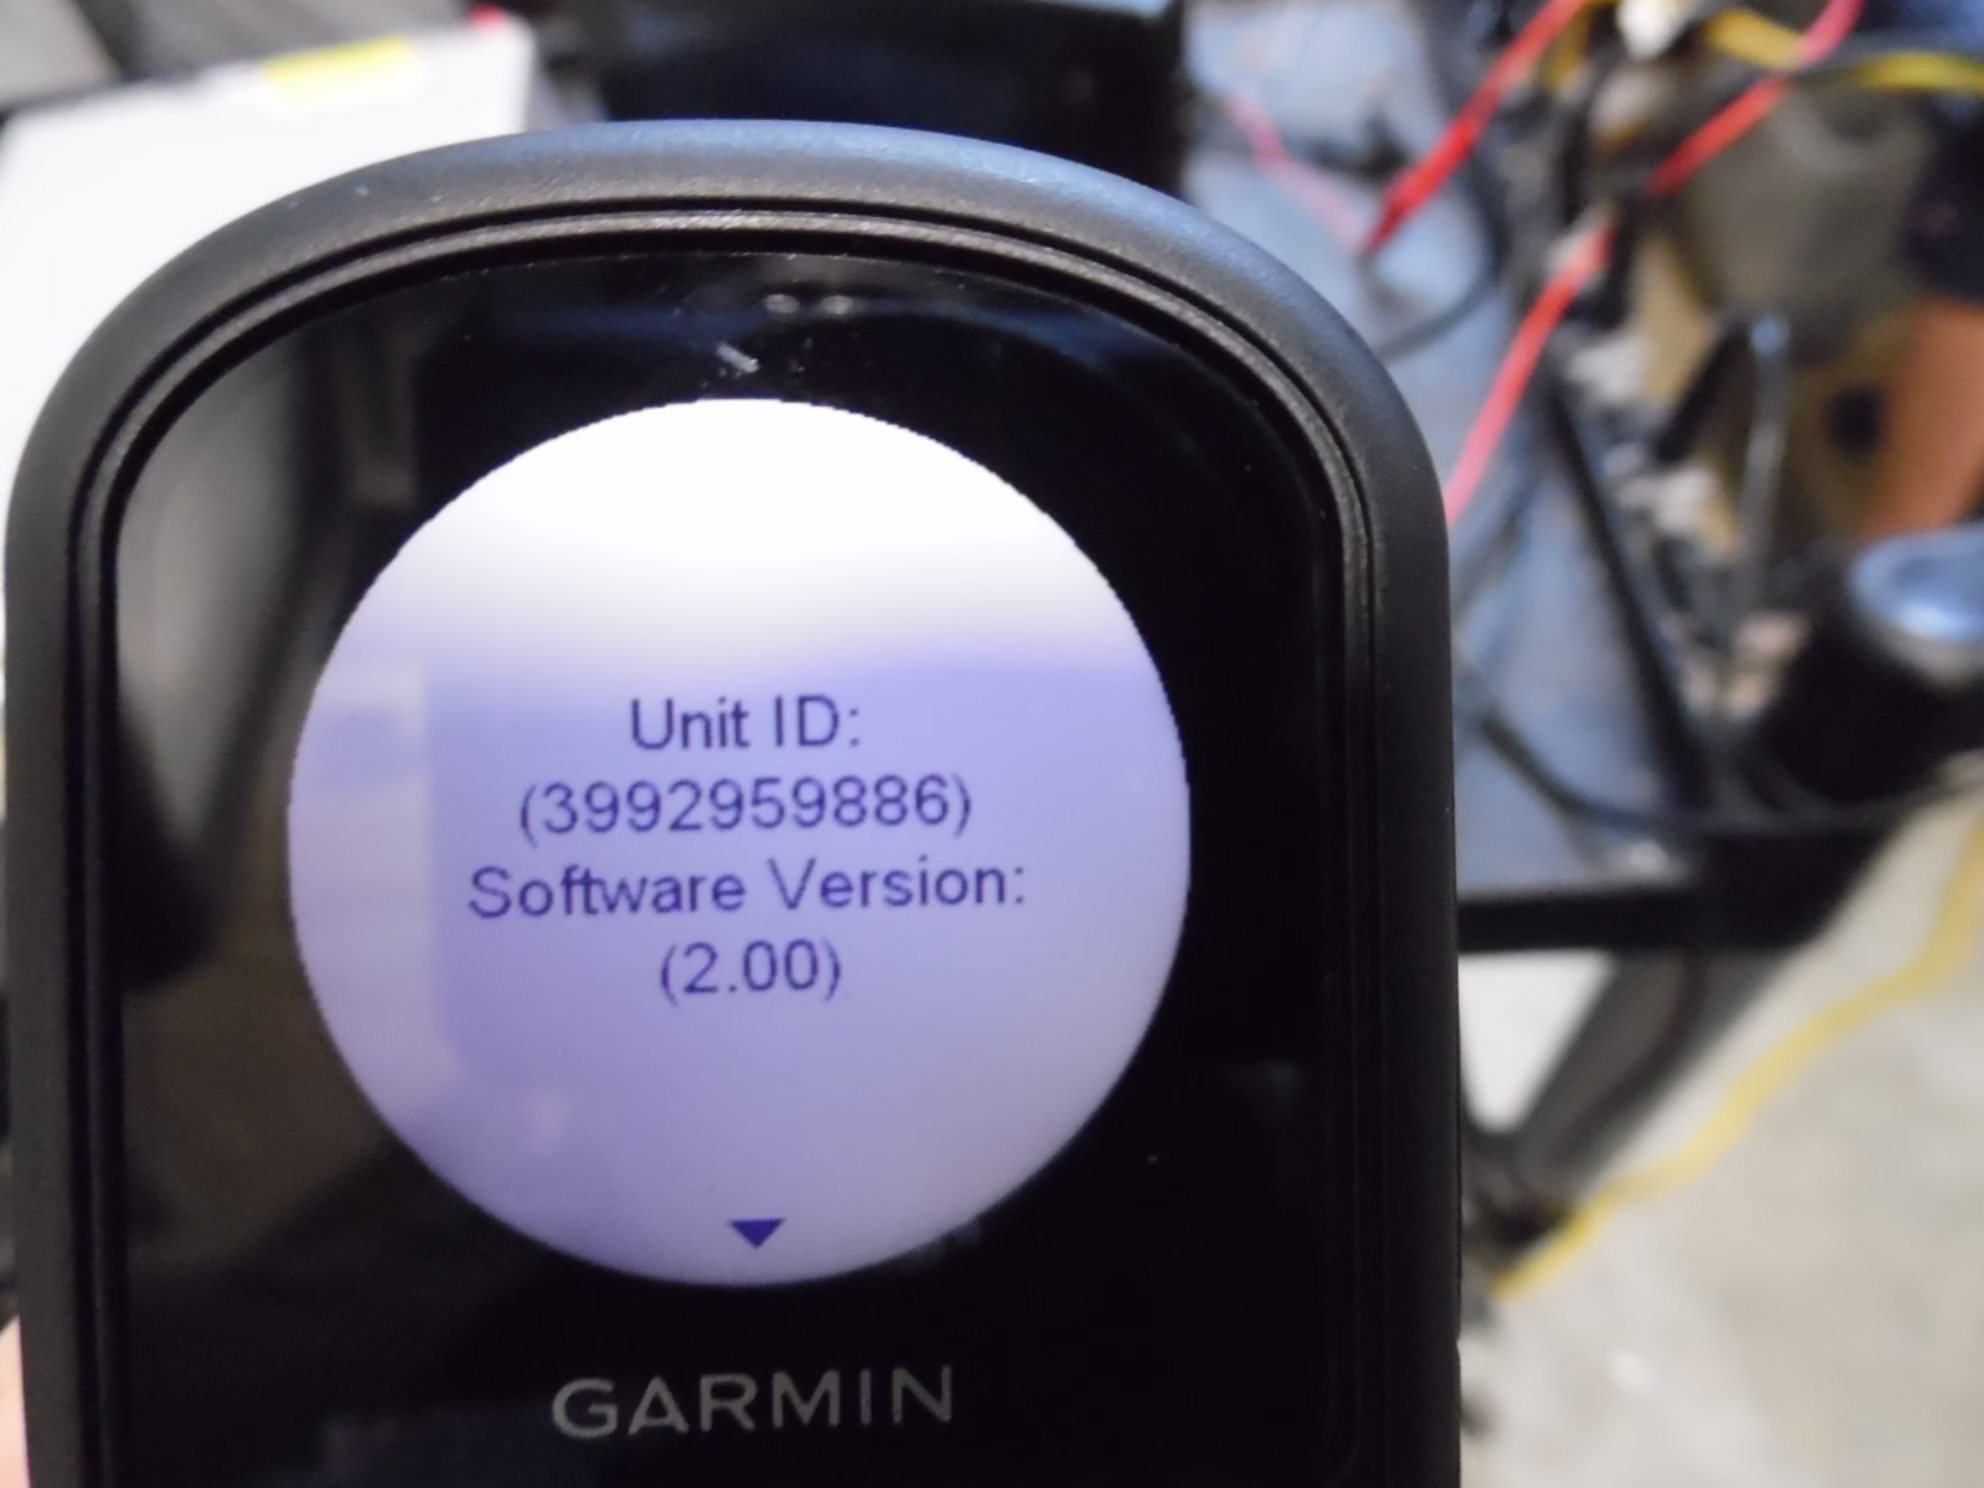 Unit ID:
(3992959886)
Software Version:
(2.00)
GARMIN